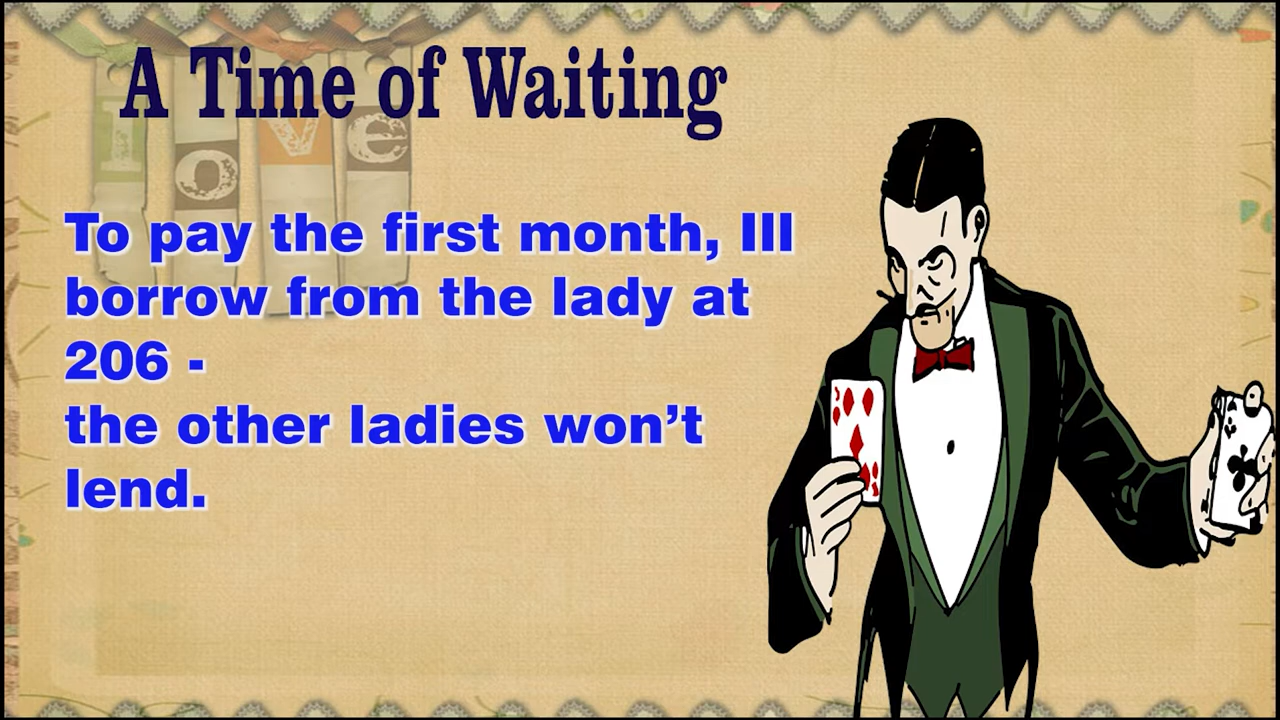 A Time of Waiting
love
To pay the first month, Ill
borrow from the lady at
206 -
the other ladies won’t
lend.